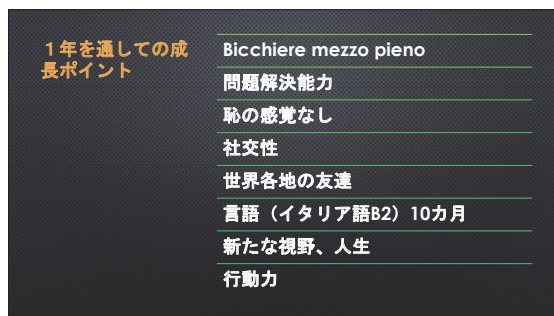 １年を通しての成
長ポイント
Bicchiere mezzo pieno
問題解決能力
恥の感覚なし
社交性
世界各地の友達
言語（イタリア語B2）10カ月
新たな視野、人生
行動力